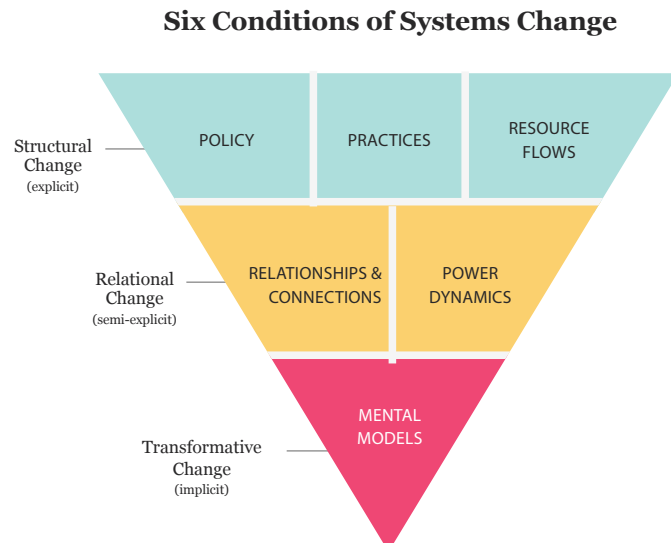 Six Conditions of Systems Change
Structural
Change
(explicit)
POLICY
PRACTICES
RESOURCE
FLOWS
Relational
Change
(semi-explicit)
RELATIONSHIPS &
CONNECTIONS
POWER
DYNAMICS
Transformative
Change
(implicit)
MENTAL
MODELS